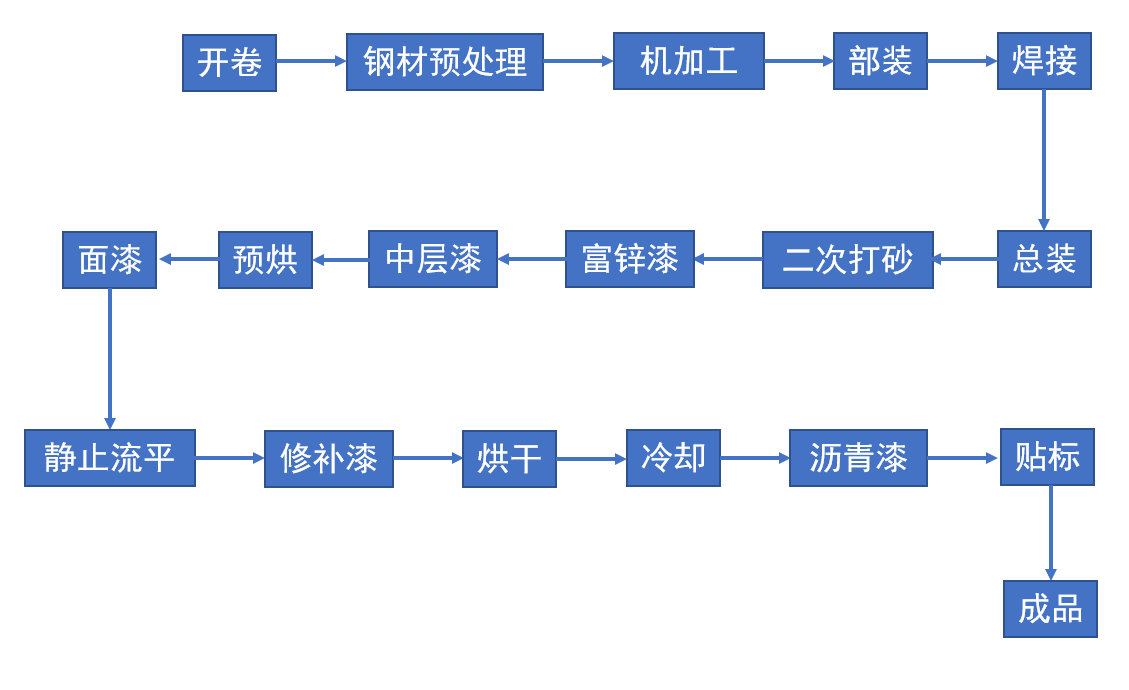 开卷
钢材预处理
机加工
部装
焊接
总装
二次打砂
富锌漆
中层漆
预烘
面漆
静止流平
修补漆
烘干
冷却
沥青漆
贴标
成品